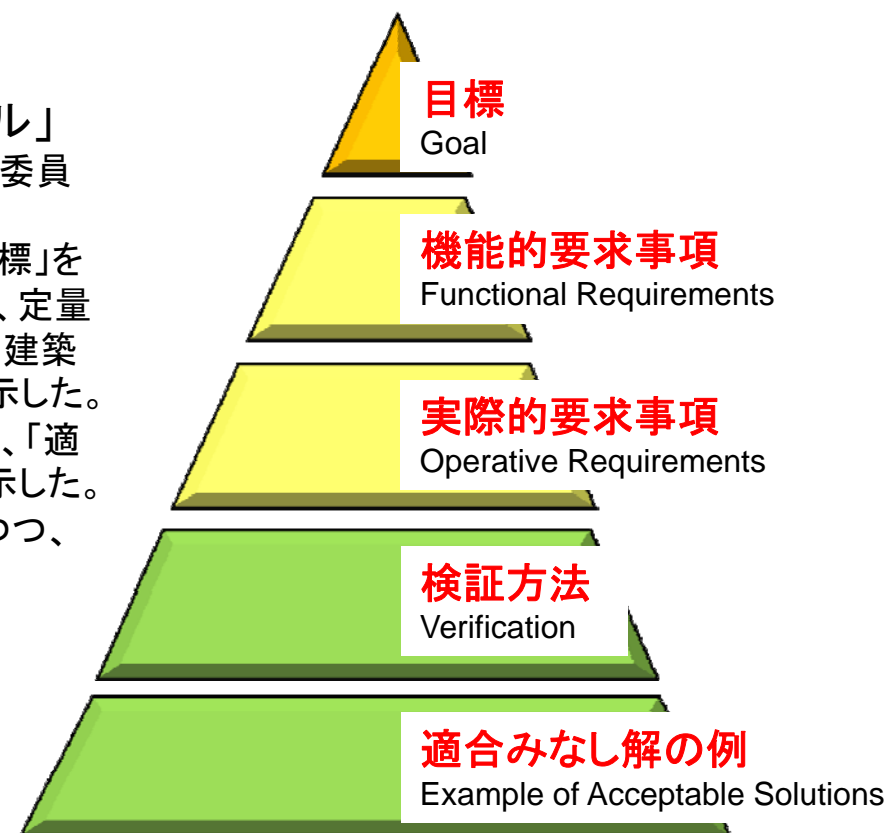 ル」
委員
標」を
、定量
建築
示した。
、「適
示した。
つつ、
目標
Goal
機能的要求事項
Functional Requirements
実際的要求事項
Operative Requirements
検証方法
Verification
適合みなし解の例
Example of Acceptable Solutions